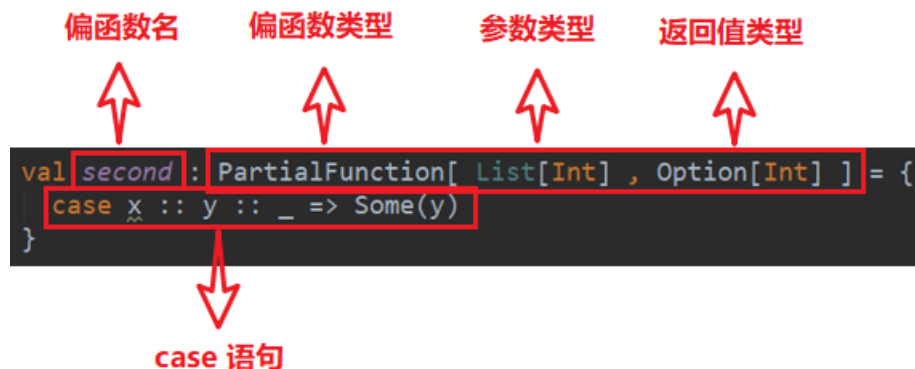 偏函数名 偏函数类型 参数类型 返回值类型
val second : PartialFunction[ List[Int] , Option[Int] ] = {
case x :: y :: _ => Some(y)
}
case 语句